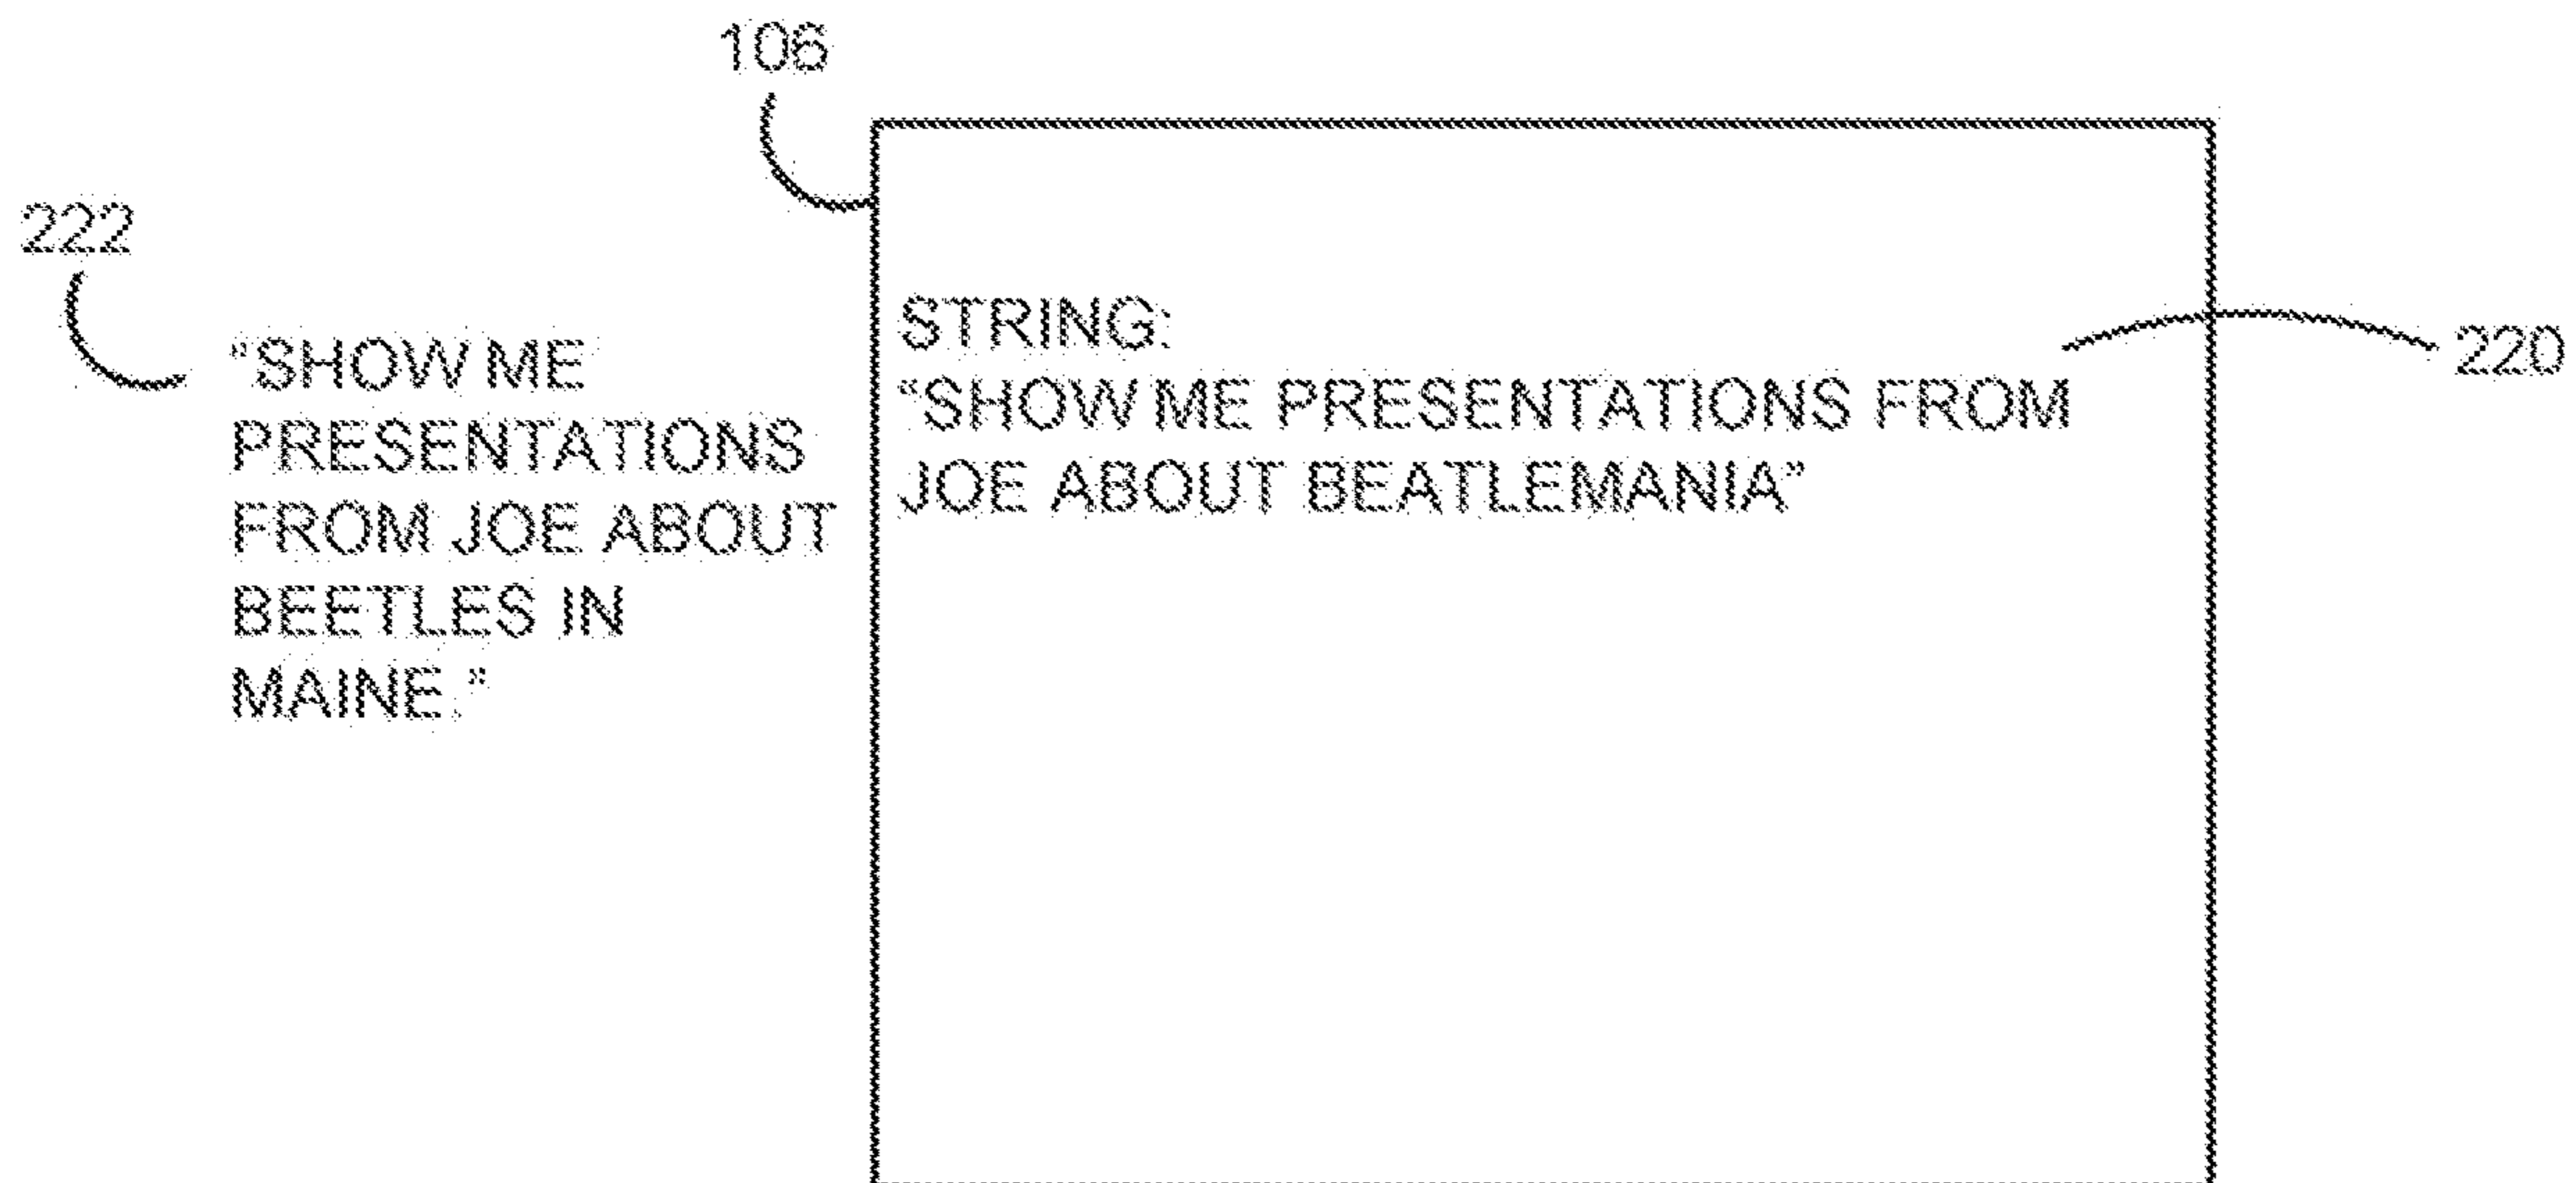 106
222
"SHOW ME
PRESENTATIONS
FROM JOE ABOUT
BEETLES IN
MAINE."
STRING:
"SHOW ME PRESENTATIONS FROM
JOE ABOUT BEATLEMANIA"
220